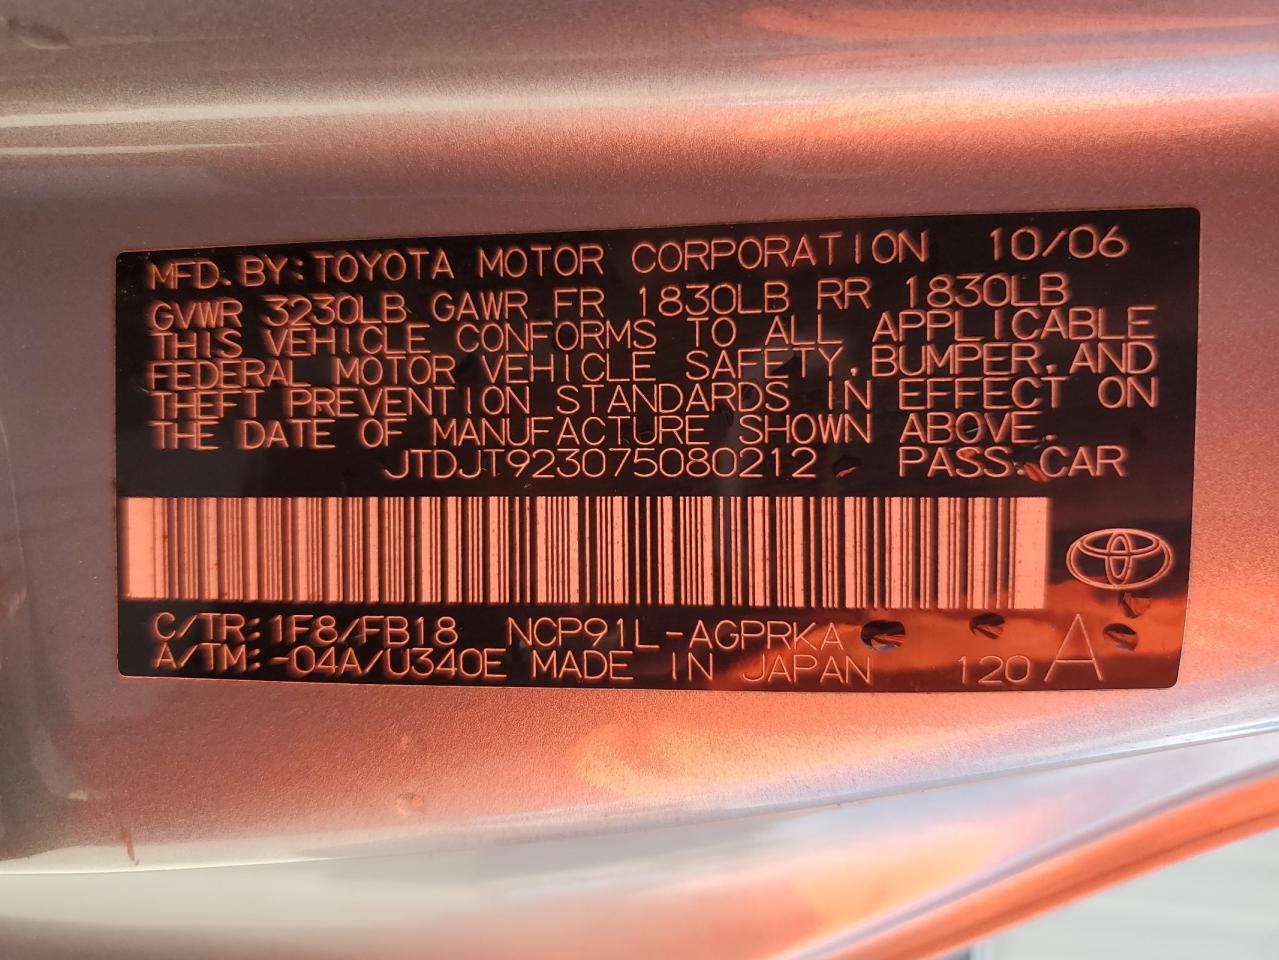 MFD. BY: TOYOTA MOTOR CORPORATION 10/06
GVWR 3230LB GAWR FR 1830LB RR 1830LB
THIS VEHICLE CONFORMS TO ALL APPLICABLE
FEDERAL MOTOR VEHICLE SAFETY, BUMPER, AND
THEFT PREVENTION STANDARDS IN EFFECT ON
THE DATE OF MANUFACTURE SHOWN ABOVE.
JTDJT923075080212 PASS. CAR
C/TR: 1F8/FB18 NCP91L-AGPRKA
A/TM: -04A/U340E MADE IN JAPAN 120 A